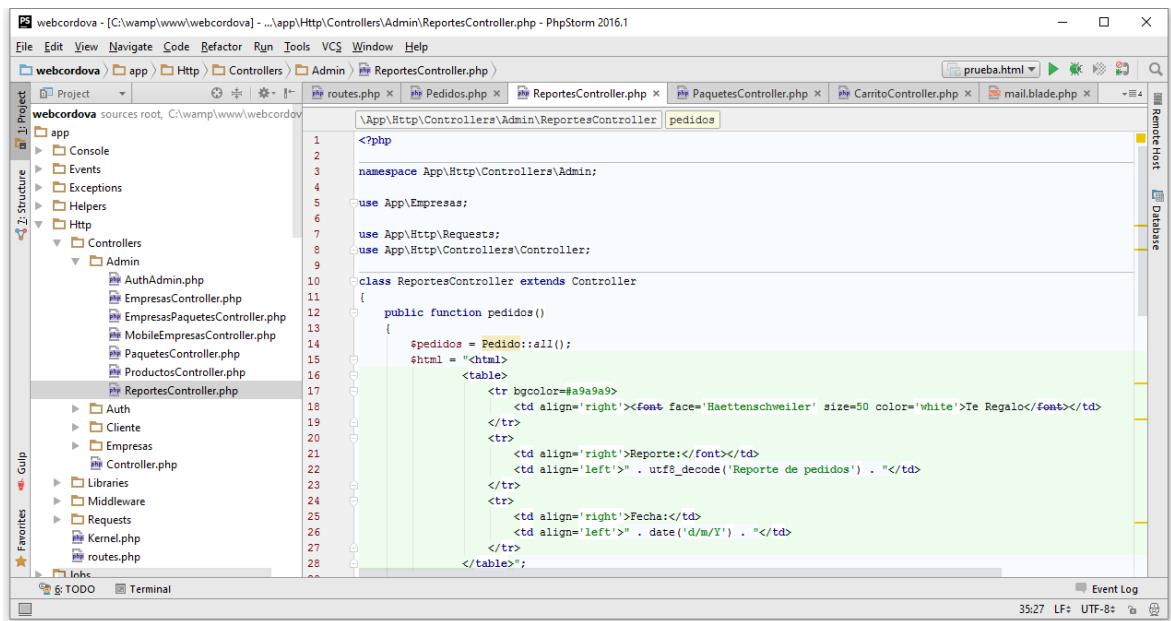 webcordova - [C:\wamp\www\webcordova] - ...\app\Http\Controllers\Admin\ReportesController.php - PhpStorm 2016.1
File Edit View Navigate Code Refactor Run Tools VCS Window Help
webcordova app Http Controllers Admin ReportesController.php prueba.html
Project routes.php × Pedidos.php × ReportesController.php × PaquetesController.php × CarritoController.php × mail.blade.php × 4
1: Project
7: Structure
Gulp
Favorites
webcordova sources root, C:\wamp\www\webcordov
app
Console
Events
Exceptions
Helpers
Http
Controllers
Admin
AuthAdmin.php
EmpresasController.php
EmpresasPaquetesController.php
MobileEmpresasController.php
PaquetesController.php
ProductosController.php
ReportesController.php
Auth
Cliente
Empresas
Controller.php
Libraries
Middleware
Requests
Kernel.php
routes.php
Jobs
\App\Http\Controllers\Admin\ReportesController pedidos
1 <?php
2
3 namespace App\Http\Controllers\Admin;
4
5 use App\Empresas;
6
7 use App\Http\Requests;
8 use App\Http\Controllers\Controller;
9
10 class ReportesController extends Controller
11 {
12 public function pedidos()
13 {
14 $pedidos = Pedido::all();
15 $html = "<html>
16 <table>
17 <tr bgcolor=#a9a9a9>
18 <td align='right'><font face='Haettenschweiler' size=50 color='white'>Te Regalo</font></td>
19 </tr>
20 <tr>
21 <td align='right'>Reporte:</font></td>
22 <td align='left'>" . utf8_decode('Reporte de pedidos') . "</td>
23 </tr>
24 <tr>
25 <td align='right'>Fecha:</td>
26 <td align='left'>" . date('d/m/Y') . "</td>
27 </tr>
28 </table>";
Remote Host
Database
6: TODO Terminal Event Log
35:27 LF UTF-8